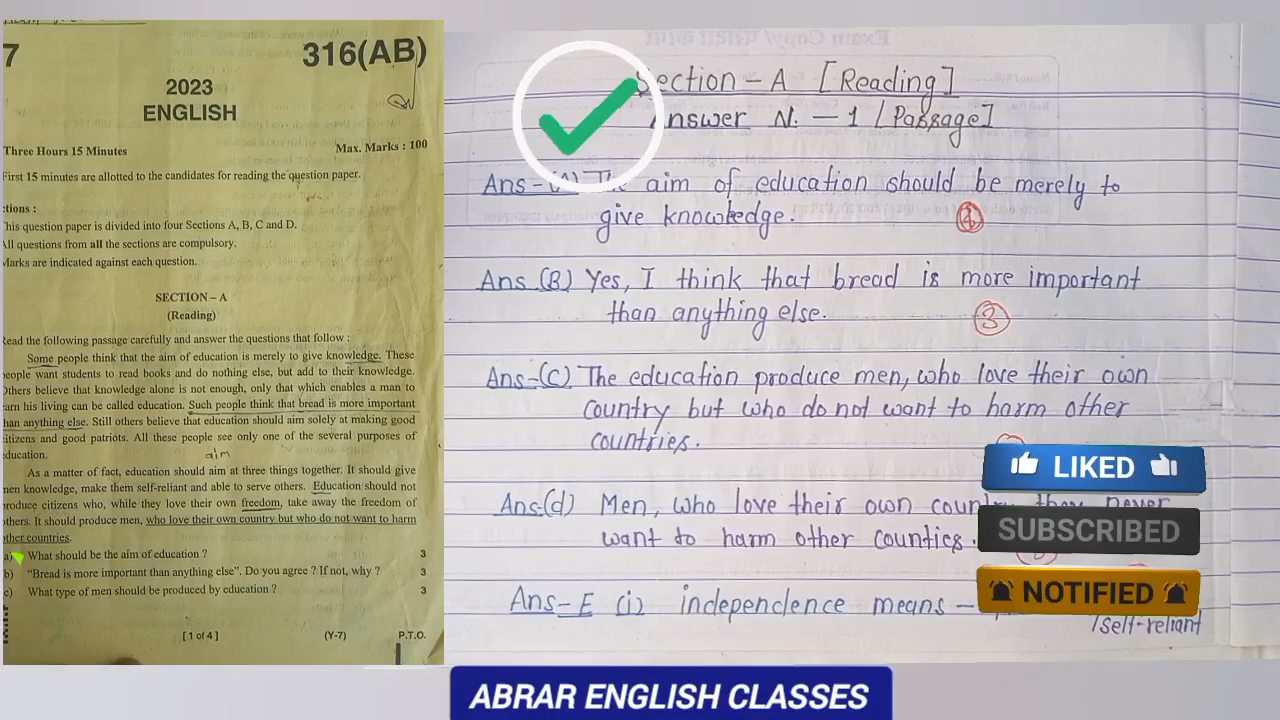 7
316(AB)
2023
ENGLISH
Three Hours 15 Minutes
Max. Marks : 100
First 15 minutes are allotted to the candidates for reading the question paper.
ctions :
This question paper is divided into four Sections A, B, C and D.
All questions from all the sections are compulsory.
Marks are indicated against each question.
SECTION – A
(Reading)
Read the following passage carefully and answer the questions that follow :
Some people think that the aim of education is merely to give knowledge. These
people want students to read books and do nothing else, but add to their knowledge.
Others believe that knowledge alone is not enough, only that which enables a man to
earn his living can be called education. Such people think that bread is more important
than anything else. Still others believe that education should aim solely at making good
citizens and good patriots. All these people see only one of the several purposes of
education.
aim
As a matter of fact, education should aim at three things together. It should give
men knowledge, make them self-reliant and able to serve others. Education should not
produce citizens who, while they love their own freedom, take away the freedom of
others. It should produce men, who love their own country but who do not want to harm
other countries.
a) What should be the aim of education ? 3
b) "Bread is more important than anything else". Do you agree ? If not, why ? 3
c) What type of men should be produced by education ? 3
[ 1 of 4 ] (Y-7) P.T.O.
Section – A [Reading]
Answer N. – 1 [Passage]
Ans-(A) The aim of education should be merely to
give knowledge.
Ans (B) Yes, I think that bread is more important
than anything else. 3
Ans-(C) The education produce men, who love their own
country but who do not want to harm other
countries.
Ans-(d) Men, who love their own country they never
want to harm other counties.
Ans-E (i) independence means –
/self-reliant
LIKED
SUBSCRIBED
NOTIFIED
ABRAR ENGLISH CLASSES